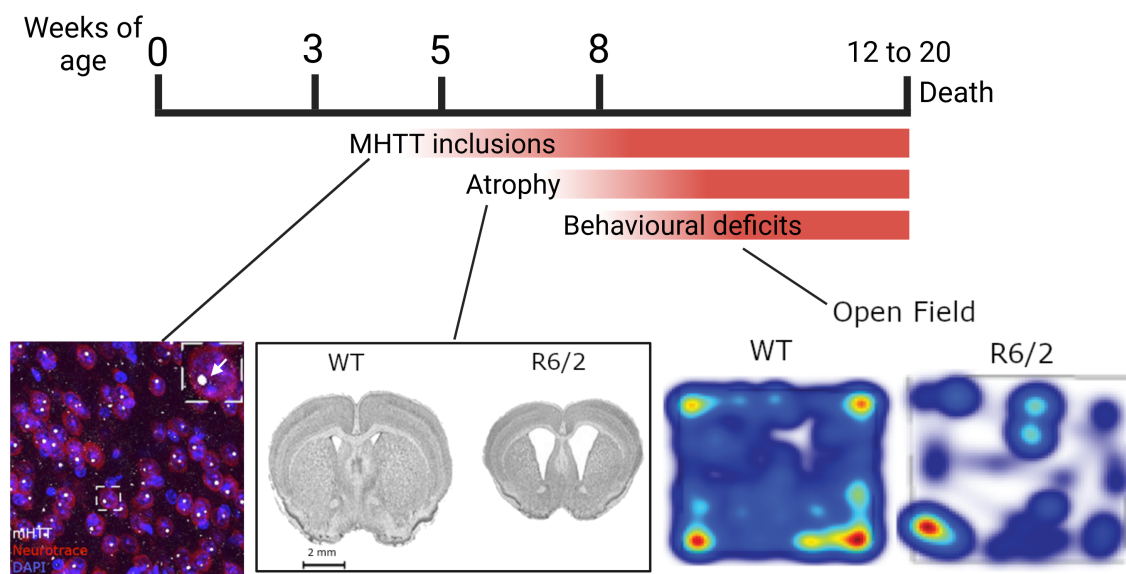 Weeks of
age
0
3
5
8
12 to 20
Death
MHTT inclusions
Atrophy
Behavioural deficits
Open Field
WT
R6/2
WT
R6/2
mHTT
Neurotrace
DAPI
2 mm